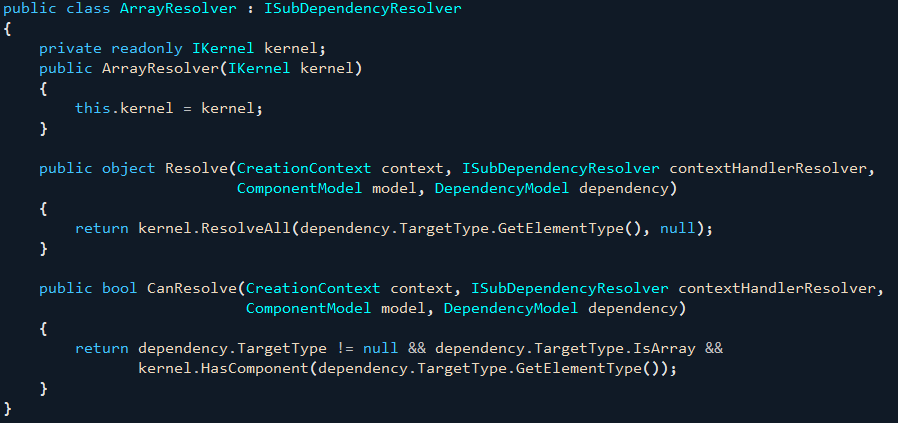 public class ArrayResolver : ISubDependencyResolver
{
    private readonly IKernel kernel;
    public ArrayResolver(IKernel kernel)
    {
        this.kernel = kernel;
    }
    public object Resolve(CreationContext context, ISubDependencyResolver contextHandlerResolver,
                          ComponentModel model, DependencyModel dependency)
    {
        return kernel.ResolveAll(dependency.TargetType.GetElementType(), null);
    }
    public bool CanResolve(CreationContext context, ISubDependencyResolver contextHandlerResolver,
                           ComponentModel model, DependencyModel dependency)
    {
        return dependency.TargetType != null && dependency.TargetType.IsArray &&
               kernel.HasComponent(dependency.TargetType.GetElementType());
    }
}